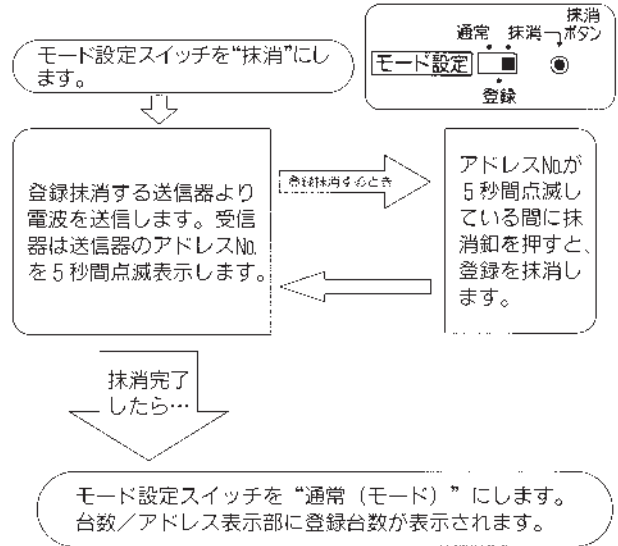 モード設定スイッチを“抹消”にし
ます。
抹消
通常 抹消 ボタン
モード設定
登録
登録抹消する送信器より
電波を送信します。受信
器は送信器のアドレス№
を5秒間点滅表示します。
登録抹消するとき
アドレス№が
5秒間点滅し
ている間に抹
消釦を押すと、
登録を抹消し
ます。
抹消完了
したら…
モード設定スイッチを“通常（モード）”にします。
台数／アドレス表示部に登録台数が表示されます。